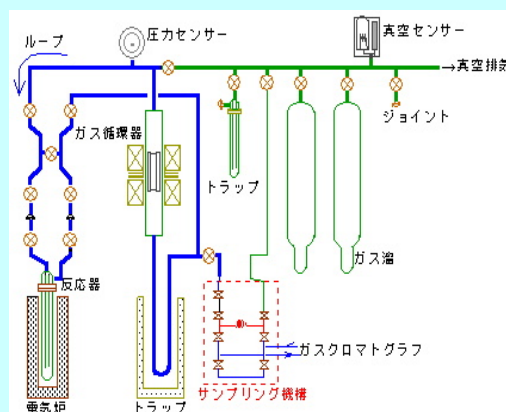 ループ
圧力センサー
真空センサー
→真空排気
ジョイント
ガス循環器
トラップ
ガス溜
反応器
ガスクロマトグラフ
電気炉
トラップ
サンプリング機構